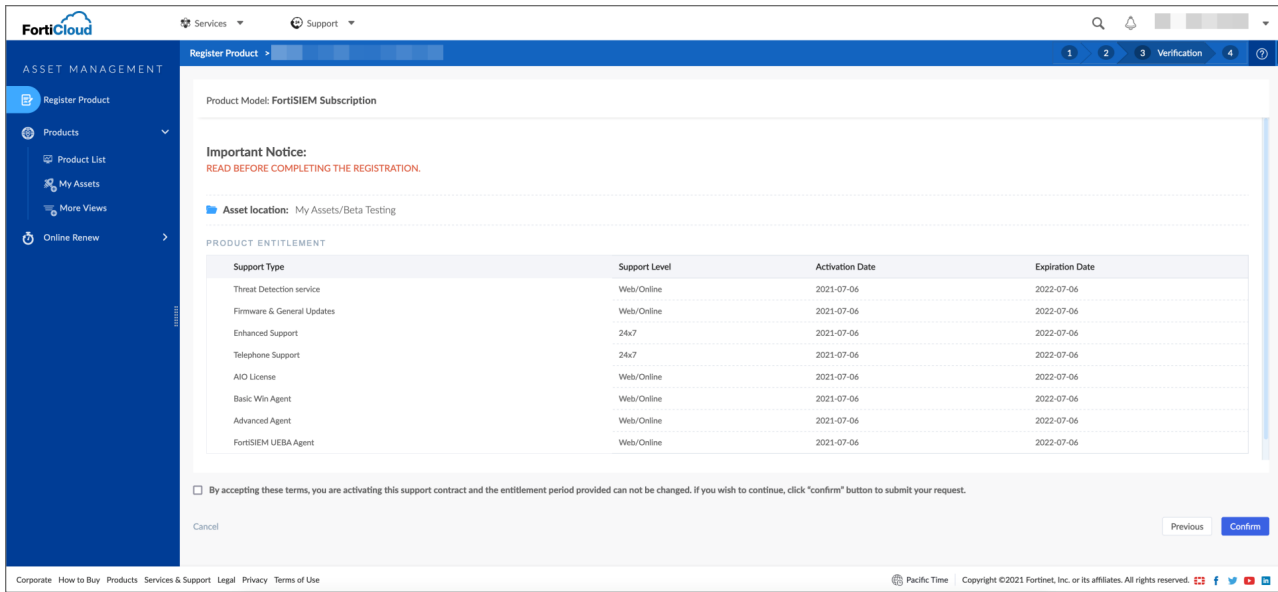 FortiCloud
Services
Support
ASSET MANAGEMENT
Register Product
Products
Product List
My Assets
More Views
Online Renew
Register Product >
1
2
3 Verification
4
Product Model: FortiSIEM Subscription
Important Notice:
READ BEFORE COMPLETING THE REGISTRATION.
Asset location: My Assets/Beta Testing
PRODUCT ENTITLEMENT
Support Type Support Level Activation Date Expiration Date
Threat Detection service Web/Online 2021-07-06 2022-07-06
Firmware & General Updates Web/Online 2021-07-06 2022-07-06
Enhanced Support 24x7 2021-07-06 2022-07-06
Telephone Support 24x7 2021-07-06 2022-07-06
AIO License Web/Online 2021-07-06 2022-07-06
Basic Win Agent Web/Online 2021-07-06 2022-07-06
Advanced Agent Web/Online 2021-07-06 2022-07-06
FortiSIEM UEBA Agent Web/Online 2021-07-06 2022-07-06
By accepting these terms, you are activating this support contract and the entitlement period provided can not be changed. if you wish to continue, click "confirm" button to submit your request.
Cancel
Previous
Confirm
Corporate How to Buy Products Services & Support Legal Privacy Terms of Use
Pacific Time Copyright ©2021 Fortinet, Inc. or its affiliates. All rights reserved.